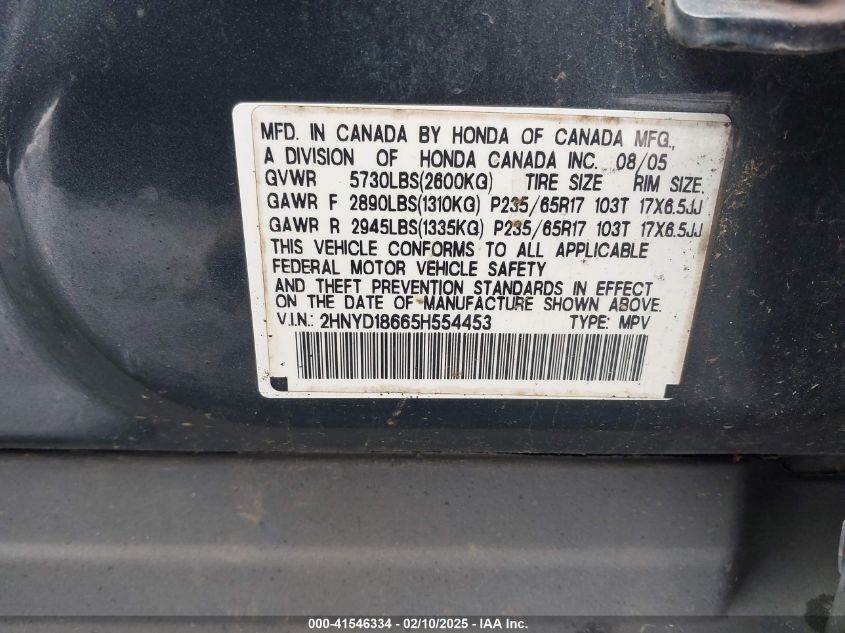 MFD. IN CANADA BY HONDA OF CANADA MFG.,
A DIVISION OF HONDA CANADA INC. 08/05
GVWR 5730LBS(2600KG) TIRE SIZE RIM SIZE
GAWR F 2890LBS(1310KG) P235/65R17 103T 17X6.5JJ
GAWR R 2945LBS(1335KG) P235/65R17 103T 17X6.5JJ
THIS VEHICLE CONFORMS TO ALL APPLICABLE
FEDERAL MOTOR VEHICLE SAFETY
AND THEFT PREVENTION STANDARDS IN EFFECT
ON THE DATE OF MANUFACTURE SHOWN ABOVE.
V.I.N.: 2HNYD18665H554453 TYPE: MPV
000-41546334 - 02/10/2025 - IAA Inc.